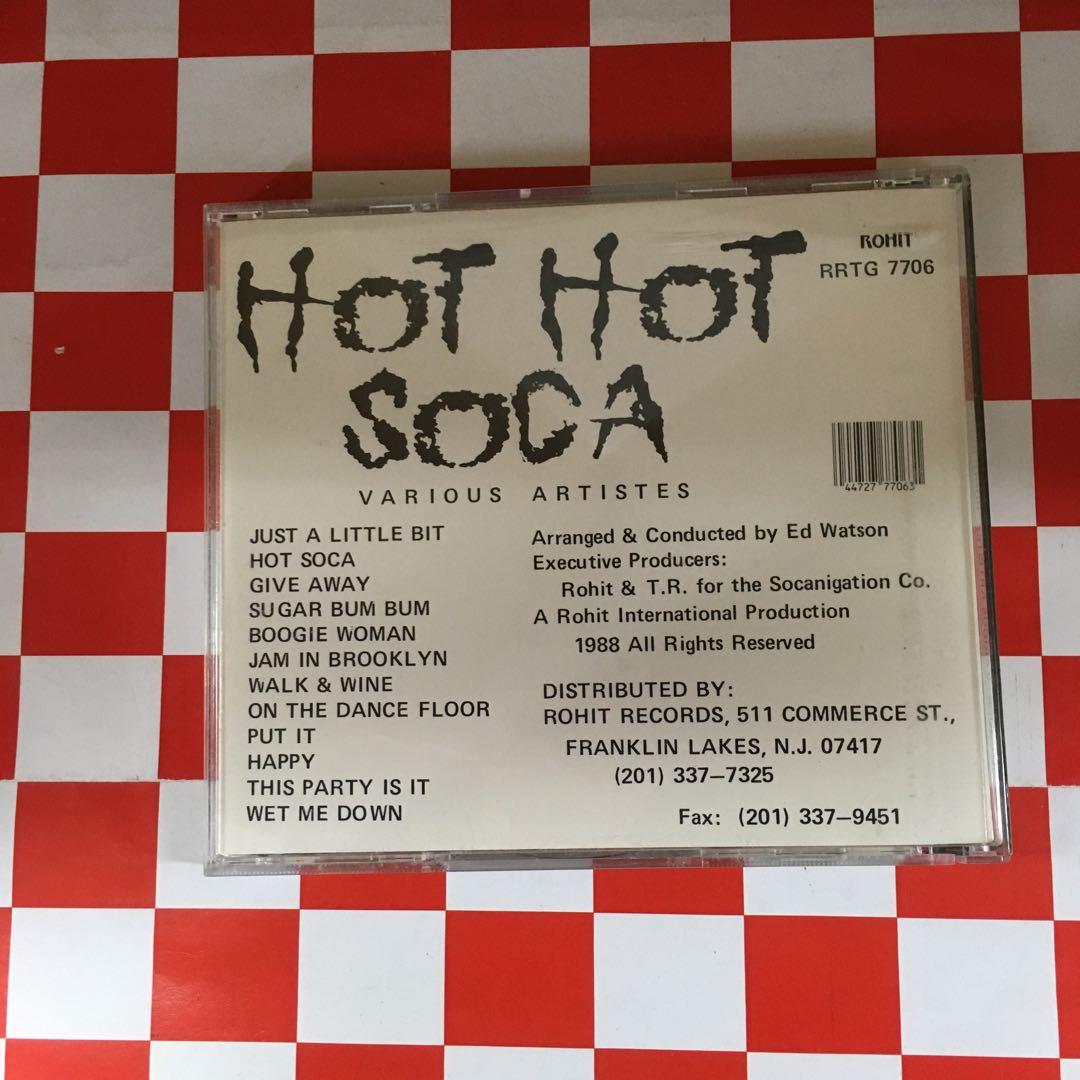 HOT HOT
SOCA
ROHIT
RRTG 7706
44727 77063
VARIOUS ARTISTES
JUST A LITTLE BIT
HOT SOCA
GIVE AWAY
SUGAR BUM BUM
BOOGIE WOMAN
JAM IN BROOKLYN
WALK & WINE
ON THE DANCE FLOOR
PUT IT
HAPPY
THIS PARTY IS IT
WET ME DOWN
Arranged & Conducted by Ed Watson
Executive Producers:
Rohit & T.R. for the Socanigation Co.
A Rohit International Production
1988 All Rights Reserved
DISTRIBUTED BY:
ROHIT RECORDS, 511 COMMERCE ST.,
FRANKLIN LAKES, N.J. 07417
(201) 337—7325
Fax: (201) 337—9451